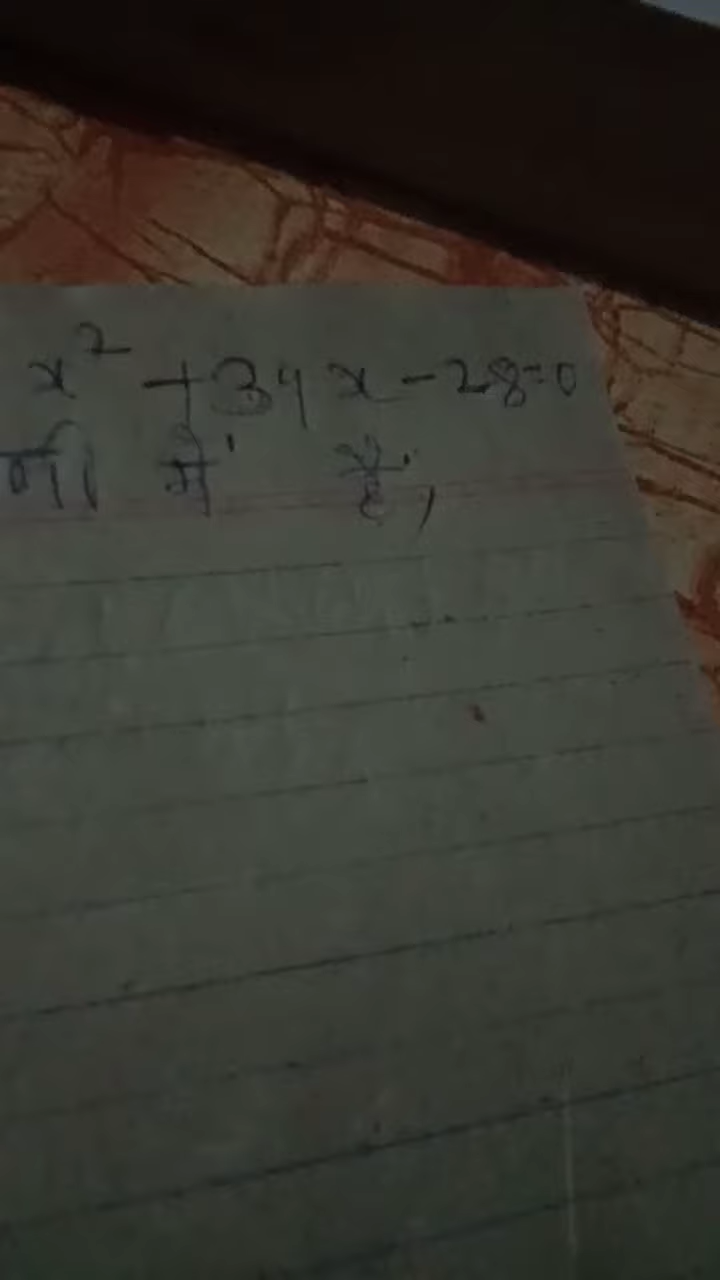 x² + 34x - 28 = 0
में है,